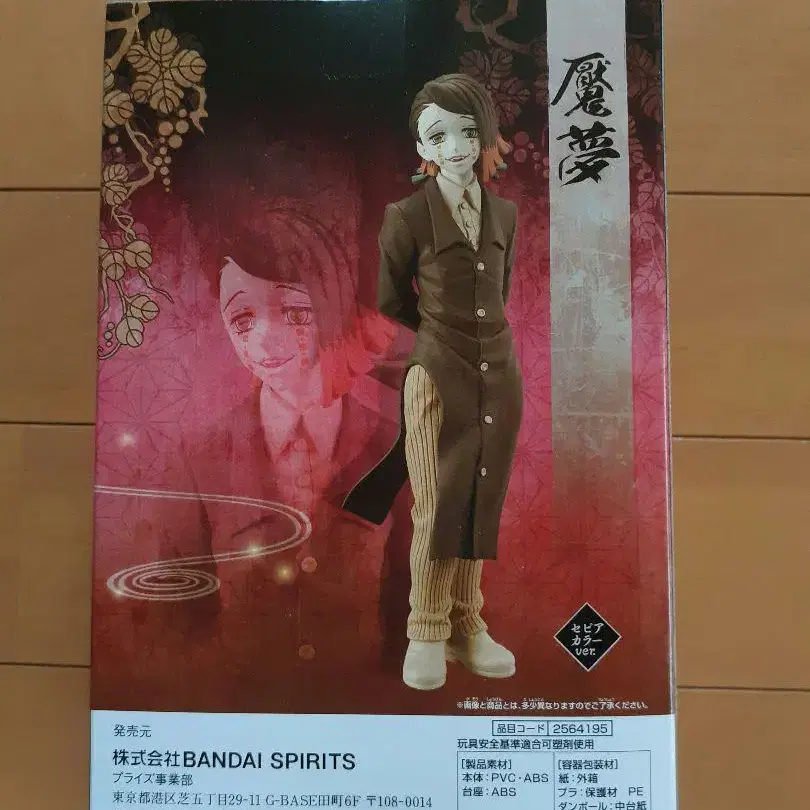 魘夢
セピア
カラー
ver.
※画像と商品とは、多少異なりますのでご了承ください。
発売元
株式会社BANDAI SPIRITS
プライズ事業部
東京都港区芝五丁目29-11 G-BASE田町6F 〒108-0014
品目コード 2564195
玩具安全基準適合可塑剤使用
[製品素材]
本体：PVC・ABS
台座：ABS
[容器包装材]
紙：外箱
プラ：保護材 PE
ダンボール：中台紙